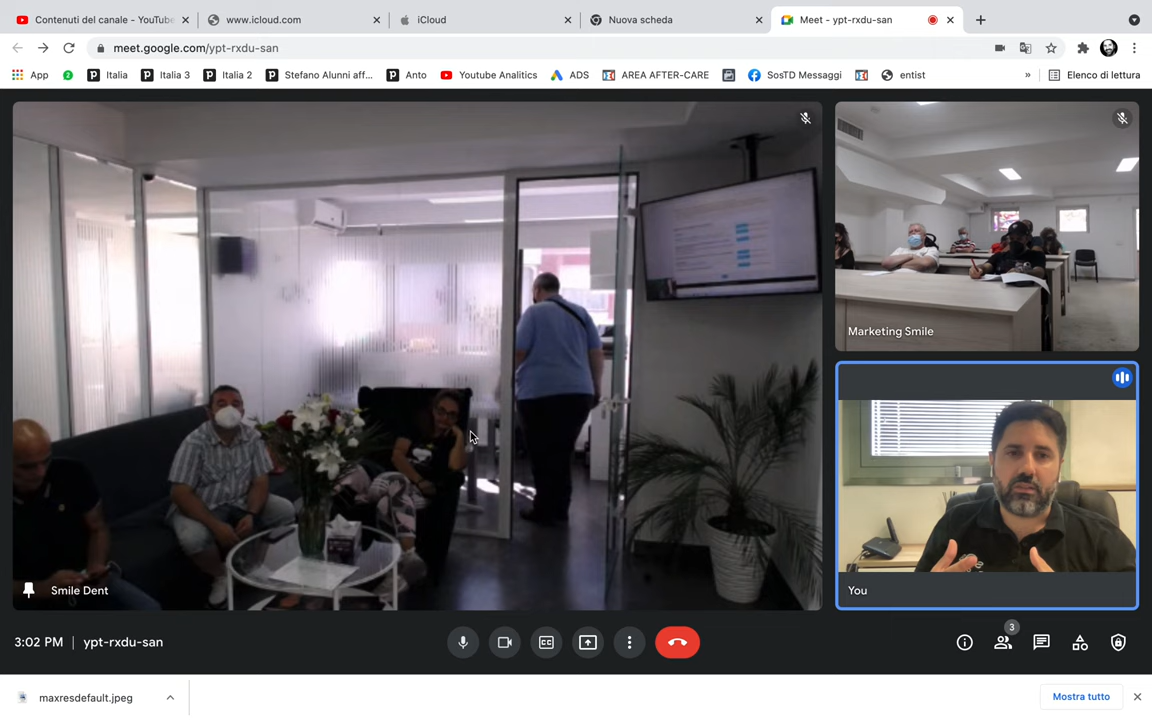 Contenuti del canale - YouTube
www.icloud.com
iCloud
Nuova scheda
Meet - ypt-rxdu-san
meet.google.com/ypt-rxdu-san
App
2
Italia
Italia 3
Italia 2
Stefano Alunni aff...
Anto
Youtube Analitics
ADS
AREA AFTER-CARE
SosTD Messaggi
entist
»
Elenco di lettura
Marketing Smile
Smile Dent
You
3:02 PM | ypt-rxdu-san
3
maxresdefault.jpeg
Mostra tutto